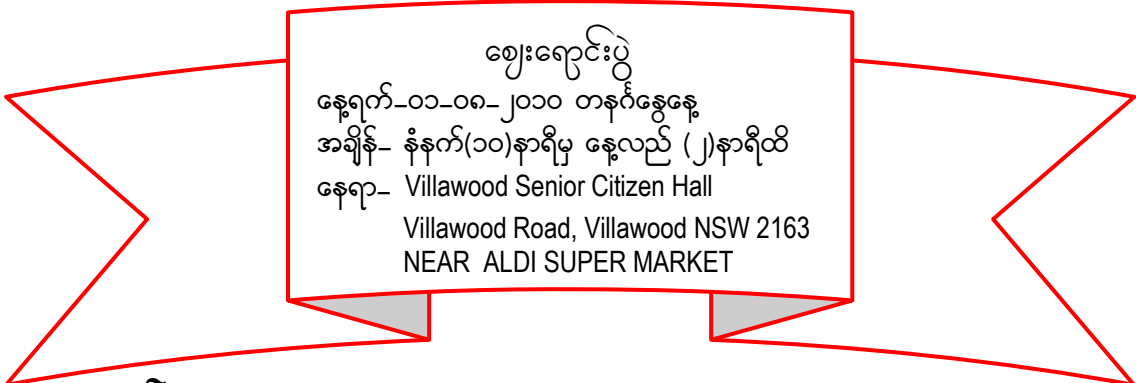 ဈေးရောင်းပွဲ
နေ့ရက်–၀၁–၀၈–၂၀၁၀ တနင်္ဂနွေနေ့
အချိန်– နံနက်(၁၀)နာရီမှ နေ့လည် (၂)နာရီထိ
နေရာ– Villawood Senior Citizen Hall
Villawood Road, Villawood NSW 2163
NEAR ALDI SUPER MARKET